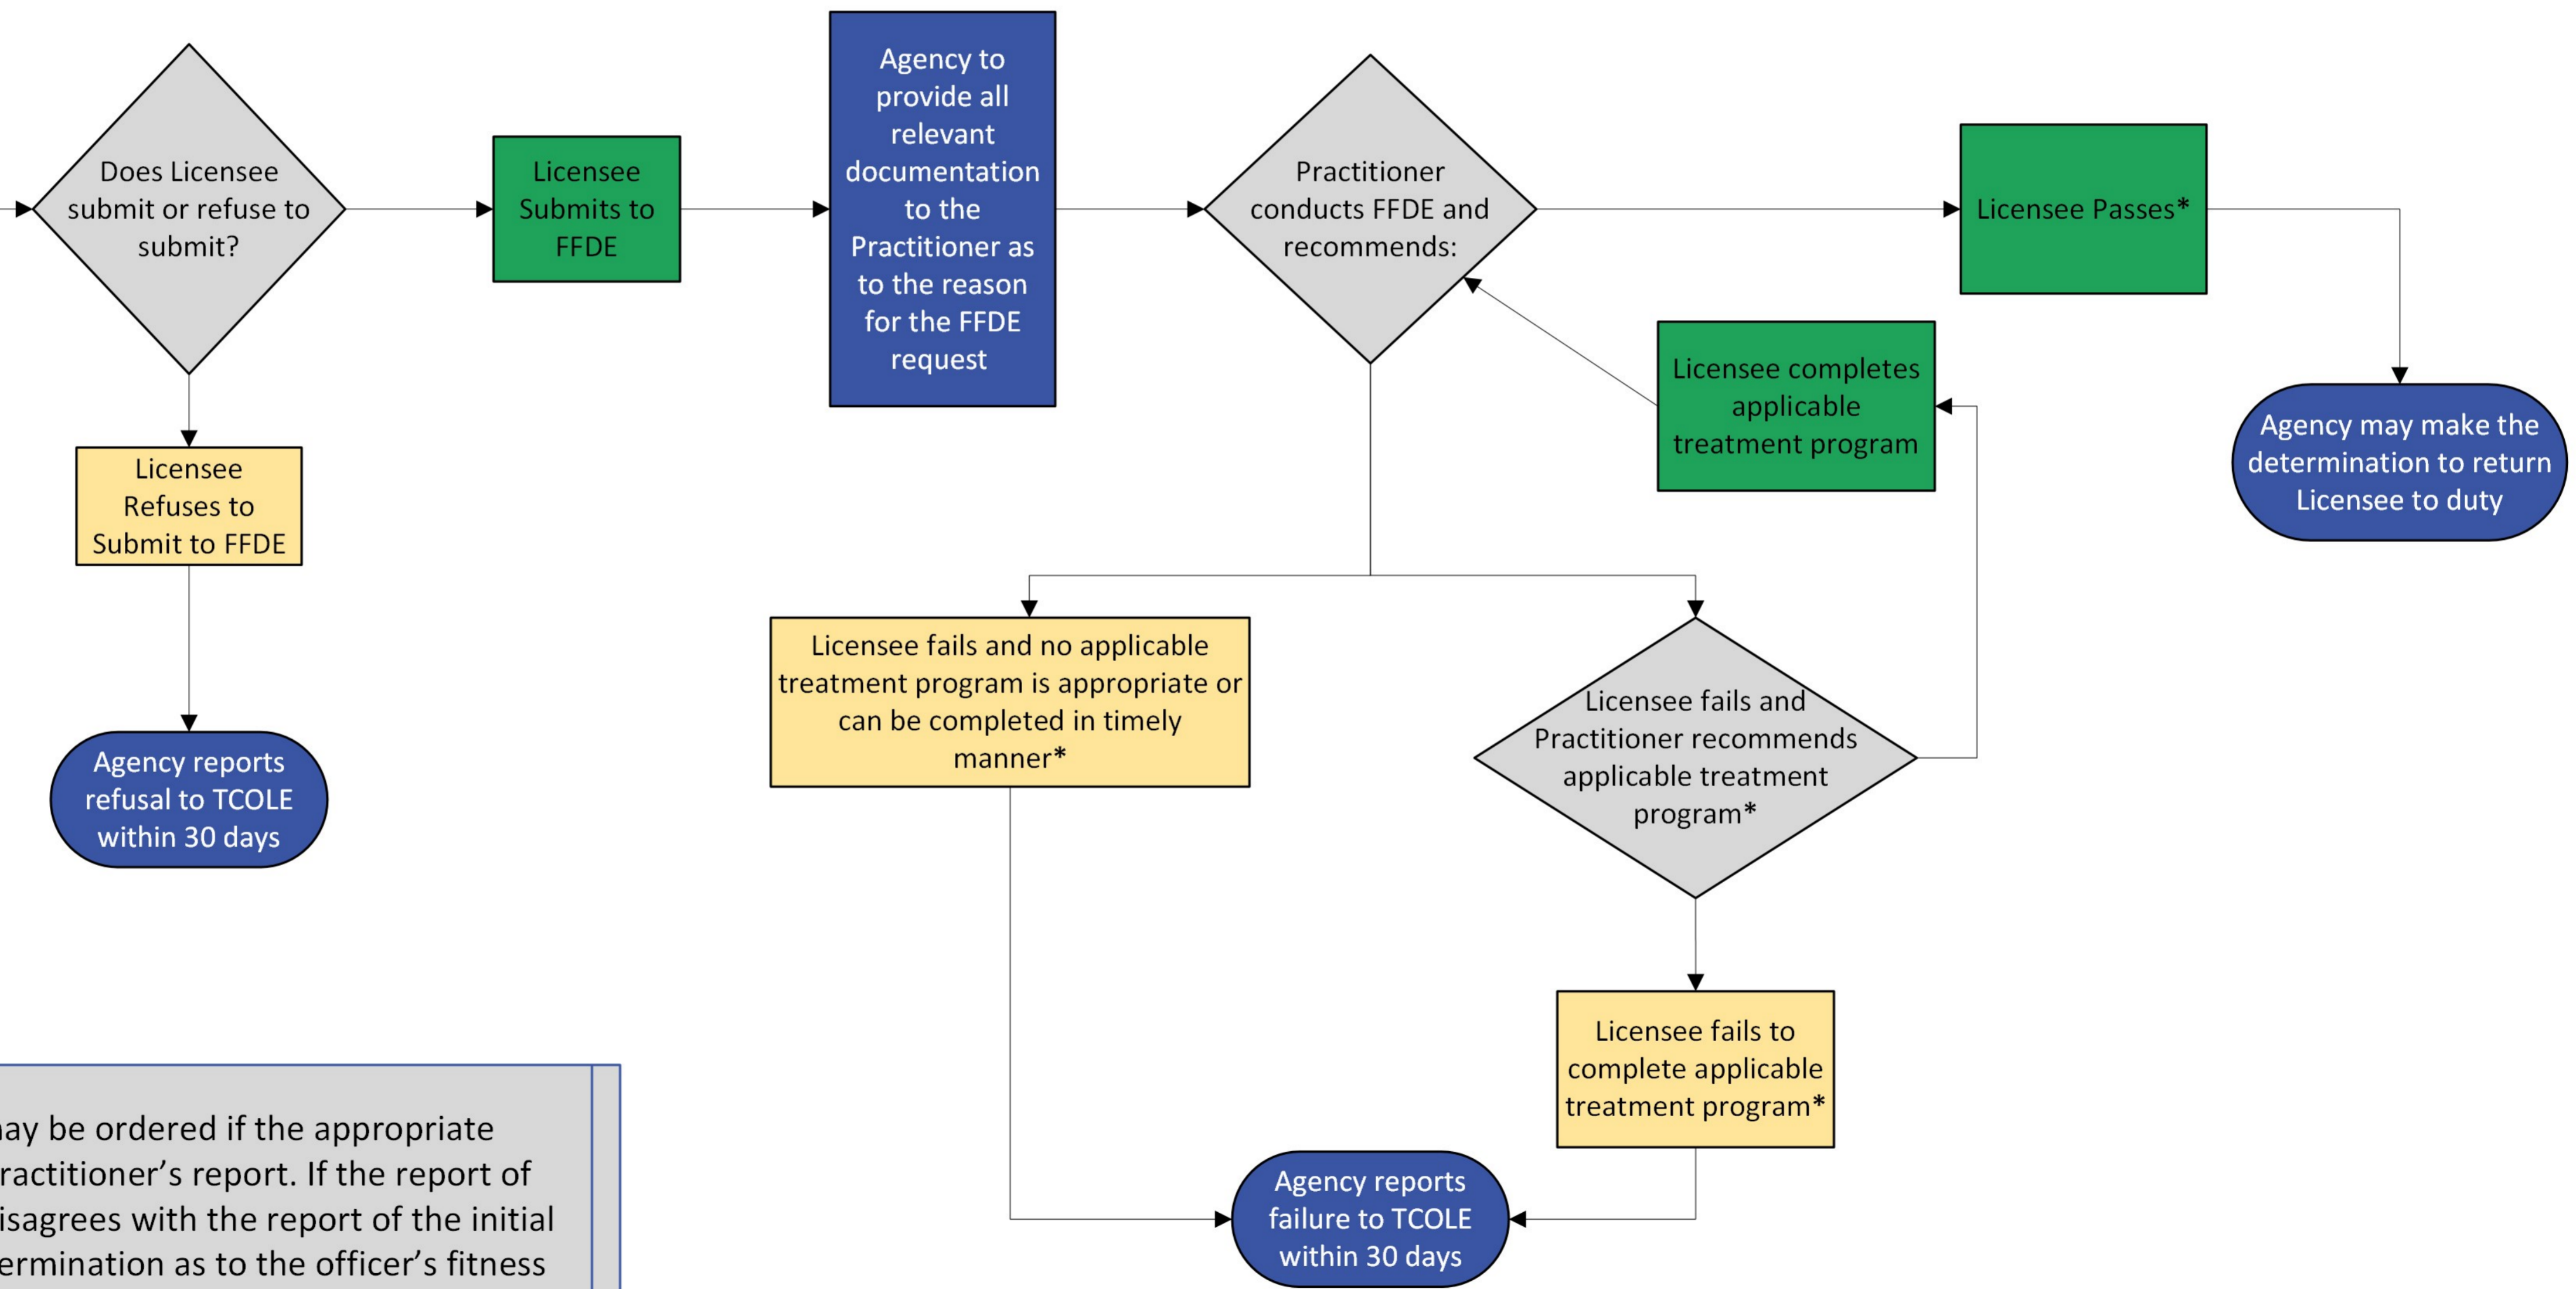 Does Licensee
submit or refuse to
submit?
Licensee
Submits to
FFDE
Agency to
provide all
relevant
documentation
to the
Practitioner as
to the reason
for the FFDE
request
Practitioner
conducts FFDE and
recommends:
Licensee Passes*
Licensee completes
applicable
treatment program
Agency may make the
determination to return
Licensee to duty
Licensee
Refuses to
Submit to FFDE
Agency reports
refusal to TCOLE
within 30 days
Licensee fails and no applicable
treatment program is appropriate or
can be completed in timely
manner*
Licensee fails and
Practitioner recommends
applicable treatment
program*
Licensee fails to
complete applicable
treatment program*
Agency reports
failure to TCOLE
within 30 days
be ordered if the appropriate
report. If the report of
with the report of the initial
as to the officer’s fitness